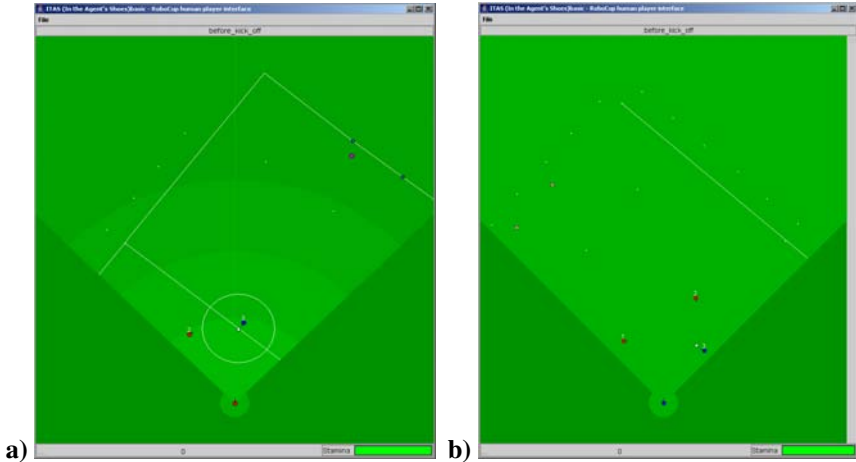 ITAS (In the Agent's Shoes)basic - RoboCup human player interface
File
before_kick_off
0
Stamina
a)
ITAS (In the Agent's Shoes)basic - RoboCup human player interface
File
before_kick_off
0
Stamina
b)